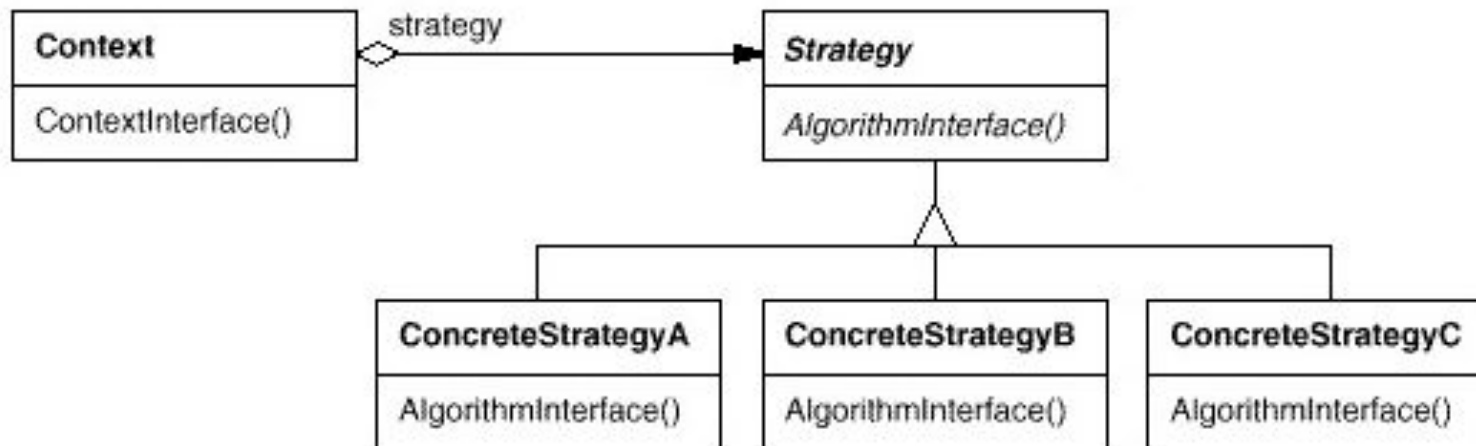 Context
ContextInterface()
strategy
Strategy
AlgorithmInterface()
ConcreteStrategyA
AlgorithmInterface()
ConcreteStrategyB
AlgorithmInterface()
ConcreteStrategyC
AlgorithmInterface()